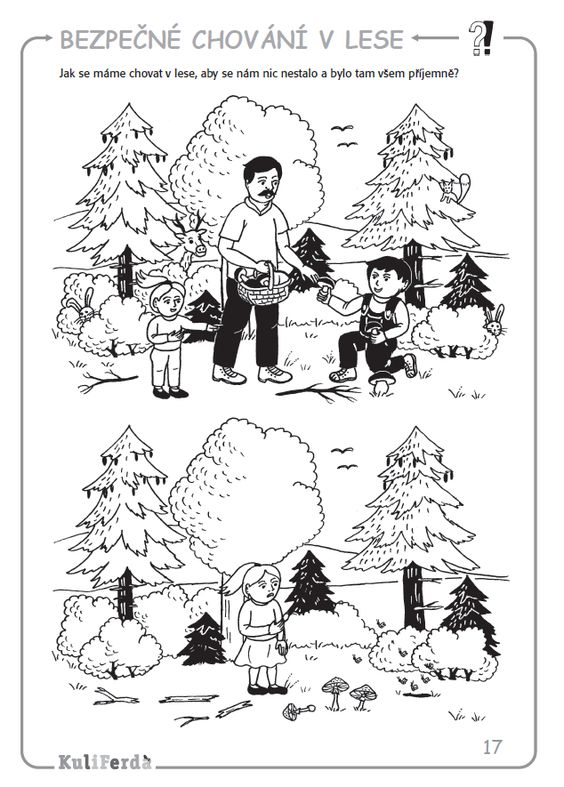 BEZPEČNÉ CHOVÁNÍ V LESE
?!
Jak se máme chovat v lese, aby se nám nic nestalo a bylo tam všem příjemně?
17
KuliFerda